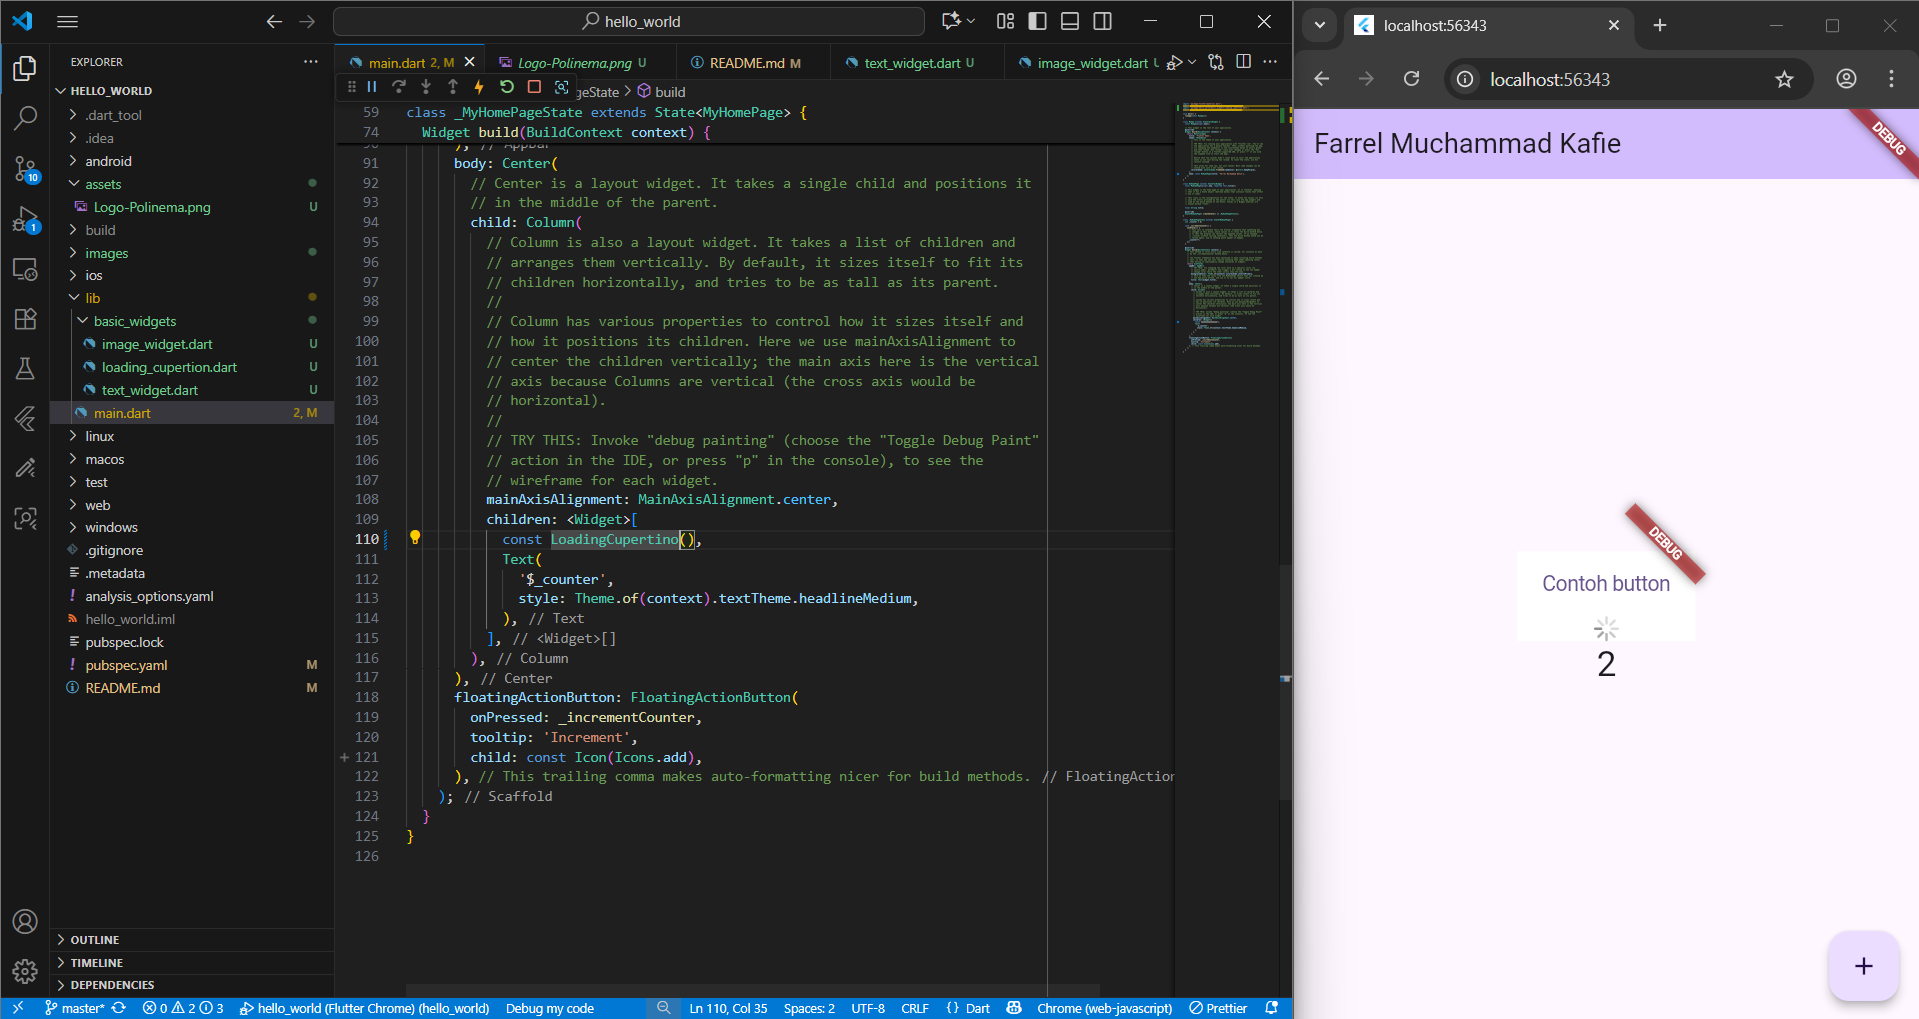 hello_world
EXPLORER
HELLO_WORLD
.dart_tool
.idea
android
assets
Logo-Polinema.png U
build
images
ios
lib
basic_widgets
image_widget.dart U
loading_cupertion.dart U
text_widget.dart U
main.dart 2, M
linux
macos
test
web
windows
.gitignore
.metadata
analysis_options.yaml
hello_world.iml
pubspec.lock
pubspec.yaml M
README.md M
OUTLINE
TIMELINE
DEPENDENCIES
10
1
main.dart 2, M
Logo-Polinema.png U
README.md M
text_widget.dart U
image_widget.dart
geState > build
59 class _MyHomePageState extends State<MyHomePage> {
74 Widget build(BuildContext context) {
), // AppBar
91 body: Center(
92 // Center is a layout widget. It takes a single child and positions it
93 // in the middle of the parent.
94 child: Column(
95 // Column is also a layout widget. It takes a list of children and
96 // arranges them vertically. By default, it sizes itself to fit its
97 // children horizontally, and tries to be as tall as its parent.
98 //
99 // Column has various properties to control how it sizes itself and
100 // how it positions its children. Here we use mainAxisAlignment to
101 // center the children vertically; the main axis here is the vertical
102 // axis because Columns are vertical (the cross axis would be
103 // horizontal).
104 //
105 // TRY THIS: Invoke "debug painting" (choose the "Toggle Debug Paint"
106 // action in the IDE, or press "p" in the console), to see the
107 // wireframe for each widget.
108 mainAxisAlignment: MainAxisAlignment.center,
109 children: <Widget>[
110 const LoadingCupertino(),
111 Text(
112 '$_counter',
113 style: Theme.of(context).textTheme.headlineMedium,
114 ), // Text
115 ], // <Widget>[]
116 ), // Column
117 ), // Center
118 floatingActionButton: FloatingActionButton(
119 onPressed: _incrementCounter,
120 tooltip: 'Increment',
121 child: const Icon(Icons.add),
122 ), // This trailing comma makes auto-formatting nicer for build methods. // FloatingAction
123 ); // Scaffold
124 }
125 }
126
master* 0 2 3 hello_world (Flutter Chrome) (hello_world) Debug my code Ln 110, Col 35 Spaces: 2 UTF-8 CRLF {} Dart Chrome (web-javascript) Prettier
localhost:56343
localhost:56343
Farrel Muchammad Kafie
DEBUG
DEBUG
Contoh button
2
+